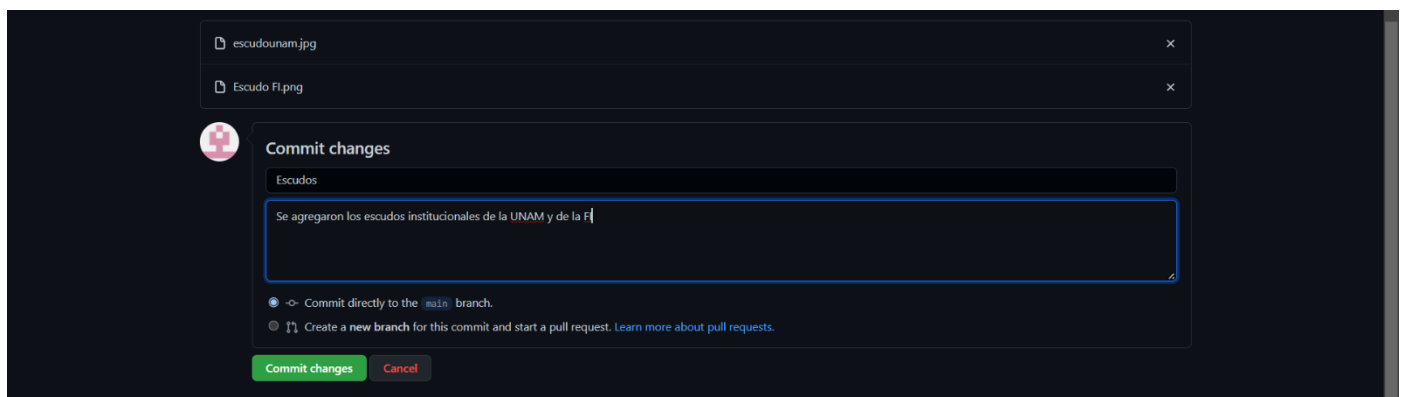 escudounam.jpg
Escudo FI.png
Commit changes
Escudos
Se agregaron los escudos institucionales de la UNAM y de la FI
Commit directly to the main branch.
Create a new branch for this commit and start a pull request. Learn more about pull requests.
Commit changes Cancel